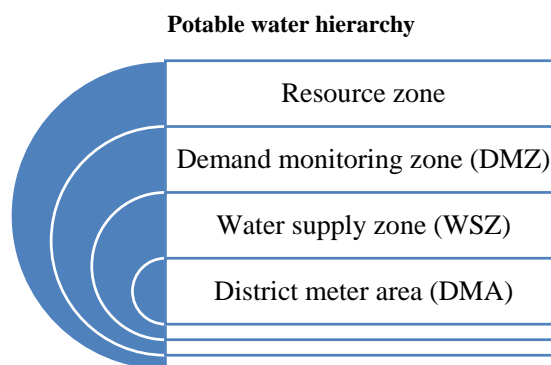 Potable water hierarchy
Resource zone
Demand monitoring zone (DMZ)
Water supply zone (WSZ)
District meter area (DMA)